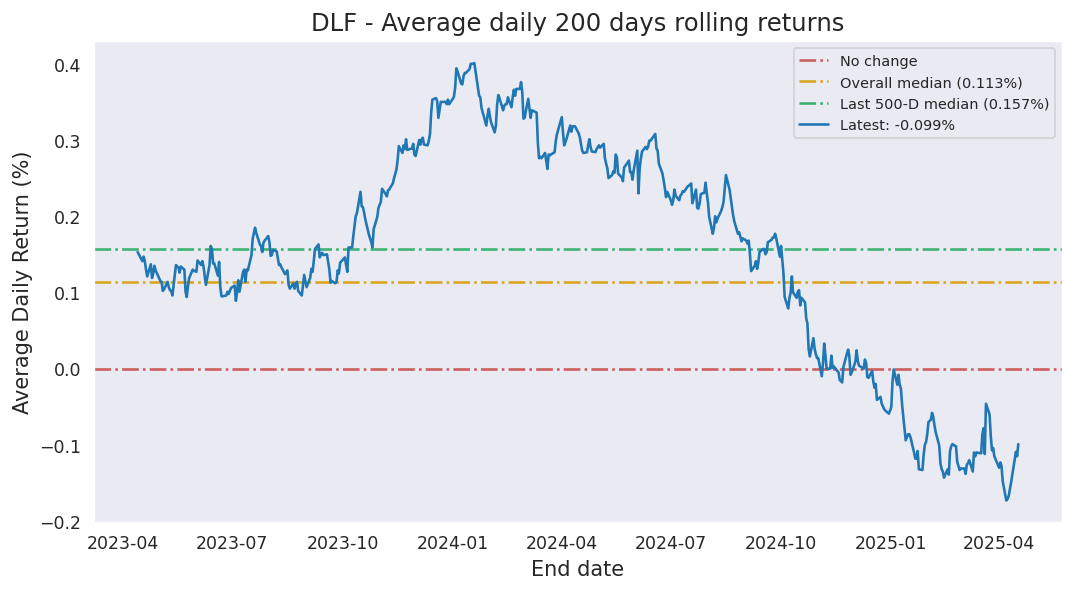 DLF - Average daily 200 days rolling returns
No change
Overall median (0.113%)
Last 500-D median (0.157%)
Latest: -0.099%
Average Daily Return (%)
0.4
0.3
0.2
0.1
0.0
−0.1
−0.2
2023-04 2023-07 2023-10 2024-01 2024-04 2024-07 2024-10 2025-01 2025-04
End date